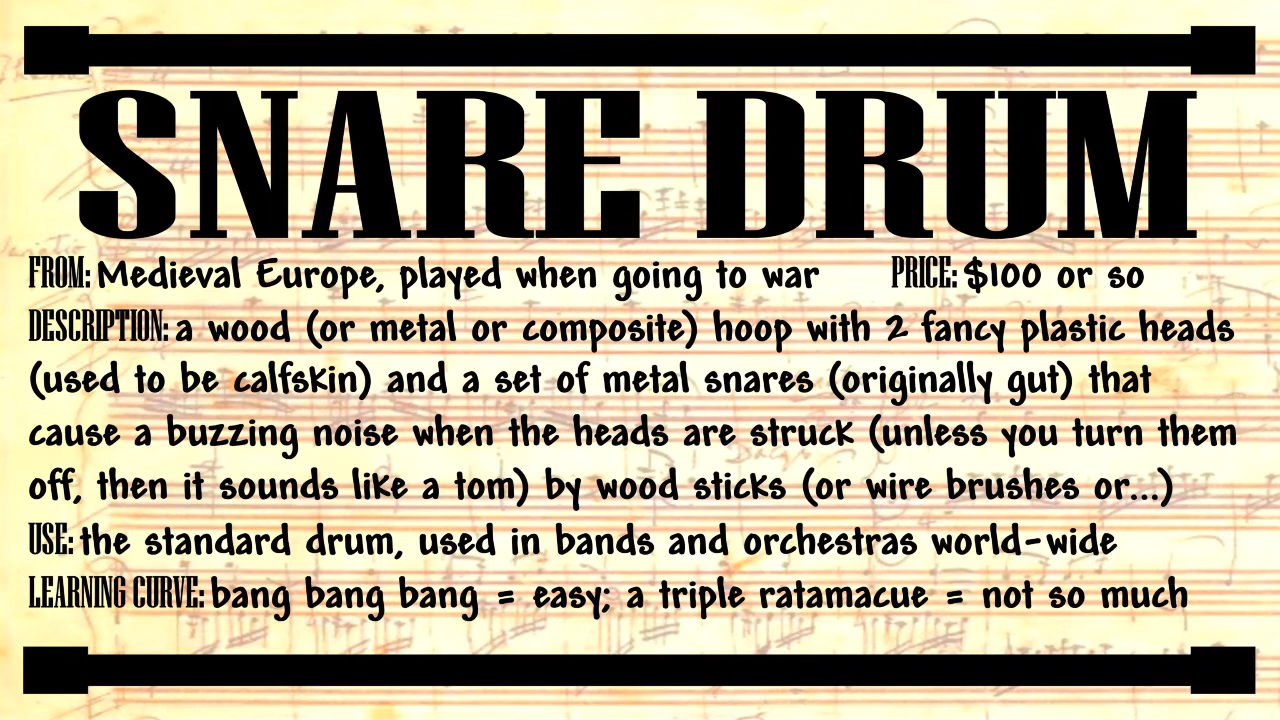 SNARE DRUM
FROM: Medieval Europe, played when going to war PRICE: $100 or so
DESCRIPTION: a wood (or metal or composite) hoop with 2 fancy plastic heads
(used to be calfskin) and a set of metal snares (originally gut) that
cause a buzzing noise when the heads are struck (unless you turn them
off, then it sounds like a tom) by wood sticks (or wire brushes or...)
USE: the standard drum, used in bands and orchestras world-wide
LEARNING CURVE: bang bang bang = easy; a triple ratamacue = not so much